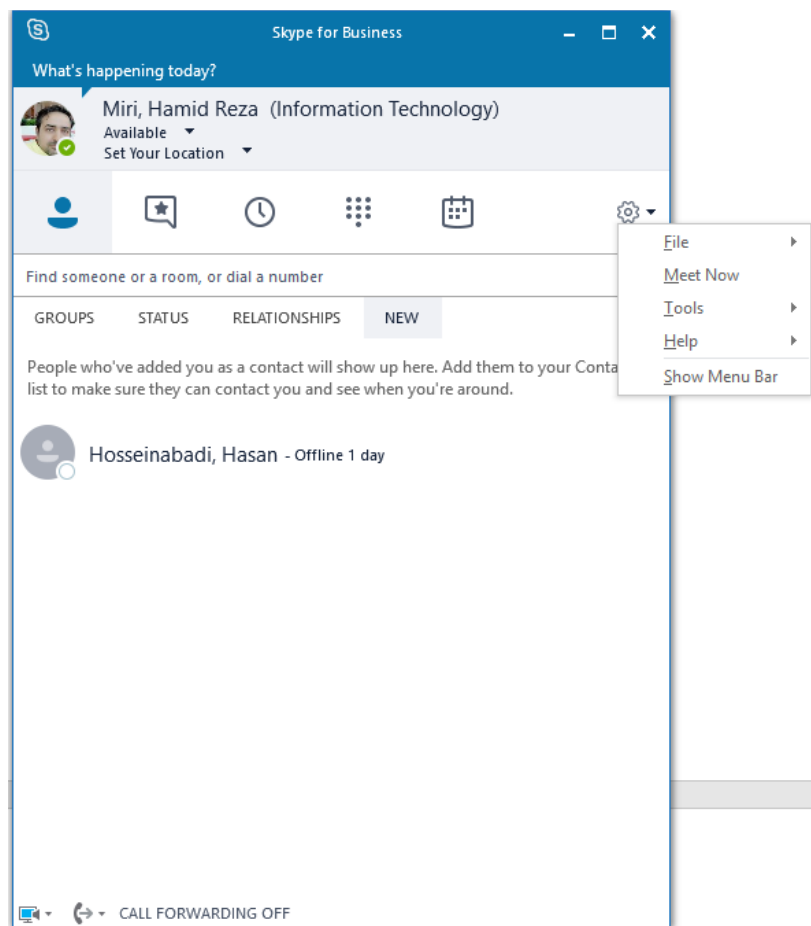 Skype for Business
What's happening today?
Miri, Hamid Reza (Information Technology)
Available
Set Your Location
File
Meet Now
Tools
Help
Show Menu Bar
Find someone or a room, or dial a number
GROUPS STATUS RELATIONSHIPS NEW
People who've added you as a contact will show up here. Add them to your Conta
list to make sure they can contact you and see when you're around.
Hosseinabadi, Hasan - Offline 1 day
CALL FORWARDING OFF